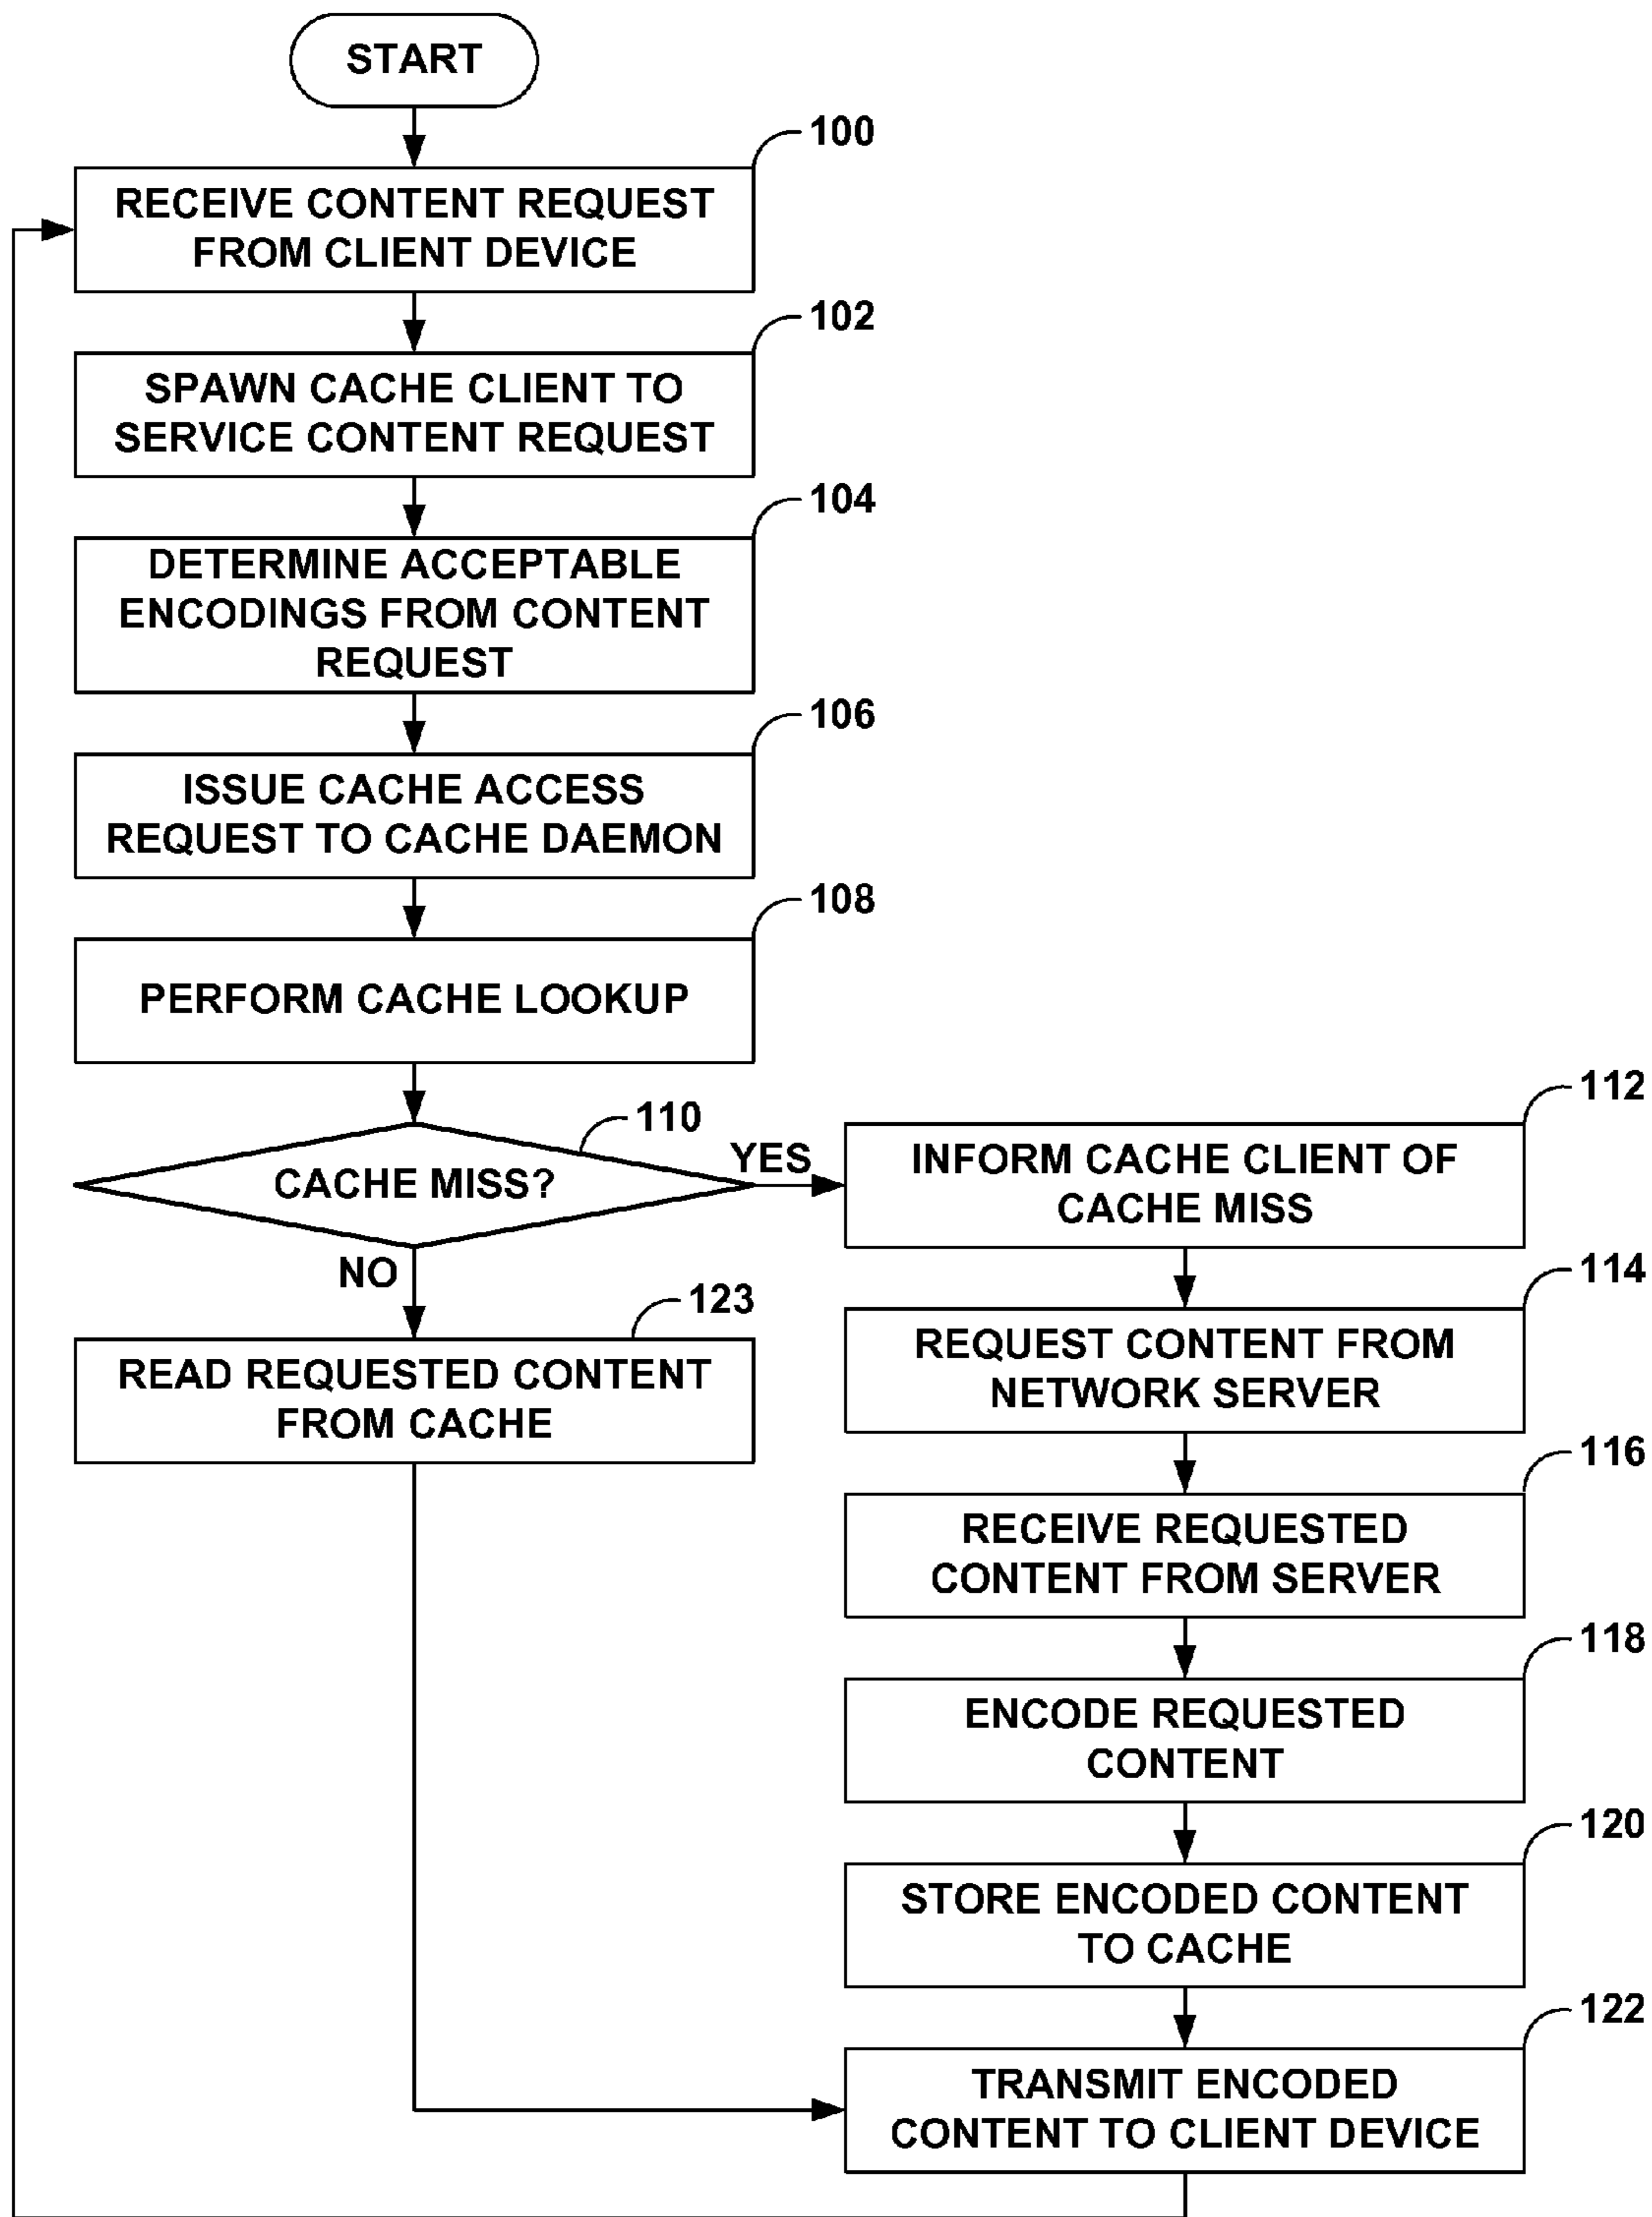 START
100
RECEIVE CONTENT REQUEST
FROM CLIENT DEVICE
102
SPAWN CACHE CLIENT TO
SERVICE CONTENT REQUEST
104
DETERMINE ACCEPTABLE
ENCODINGS FROM CONTENT
REQUEST
106
ISSUE CACHE ACCESS
REQUEST TO CACHE DAEMON
108
PERFORM CACHE LOOKUP
110
CACHE MISS?
YES
NO
123
READ REQUESTED CONTENT
FROM CACHE
112
INFORM CACHE CLIENT OF
CACHE MISS
114
REQUEST CONTENT FROM
NETWORK SERVER
116
RECEIVE REQUESTED
CONTENT FROM SERVER
118
ENCODE REQUESTED
CONTENT
120
STORE ENCODED CONTENT
TO CACHE
122
TRANSMIT ENCODED
CONTENT TO CLIENT DEVICE